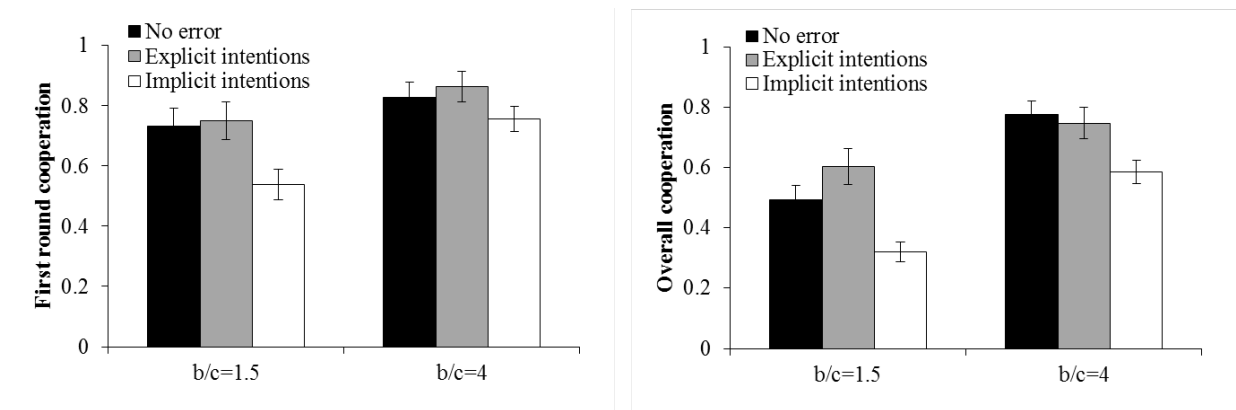 No error
Explicit intentions
Implicit intentions
First round cooperation
1
0.8
0.6
0.4
0.2
0
b/c=1.5
b/c=4
No error
Explicit intentions
Implicit intentions
Overall cooperation
1
0.8
0.6
0.4
0.2
0
b/c=1.5
b/c=4